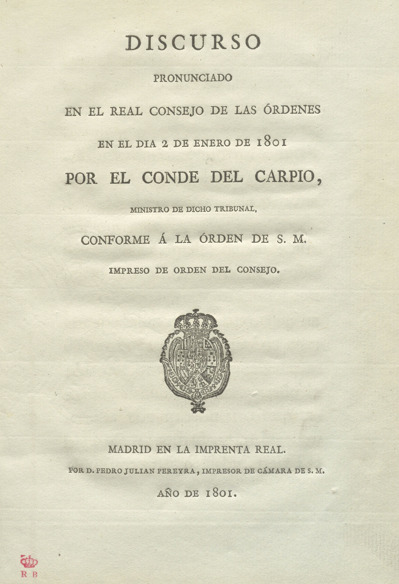 DISCURSO
PRONUNCIADO
EN EL REAL CONSEJO DE LAS ÓRDENES
EN EL DIA 2 DE ENERO DE 1801
POR EL CONDE DEL CARPIO,
MINISTRO DE DICHO TRIBUNAL,
CONFORME Á LA ÓRDEN DE S. M.
IMPRESO DE ORDEN DEL CONSEJO.
MADRID EN LA IMPRENTA REAL.
POR D. PEDRO JULIAN PEREYRA, IMPRESOR DE CÁMARA DE S. M.
AÑO DE 1801.
R B